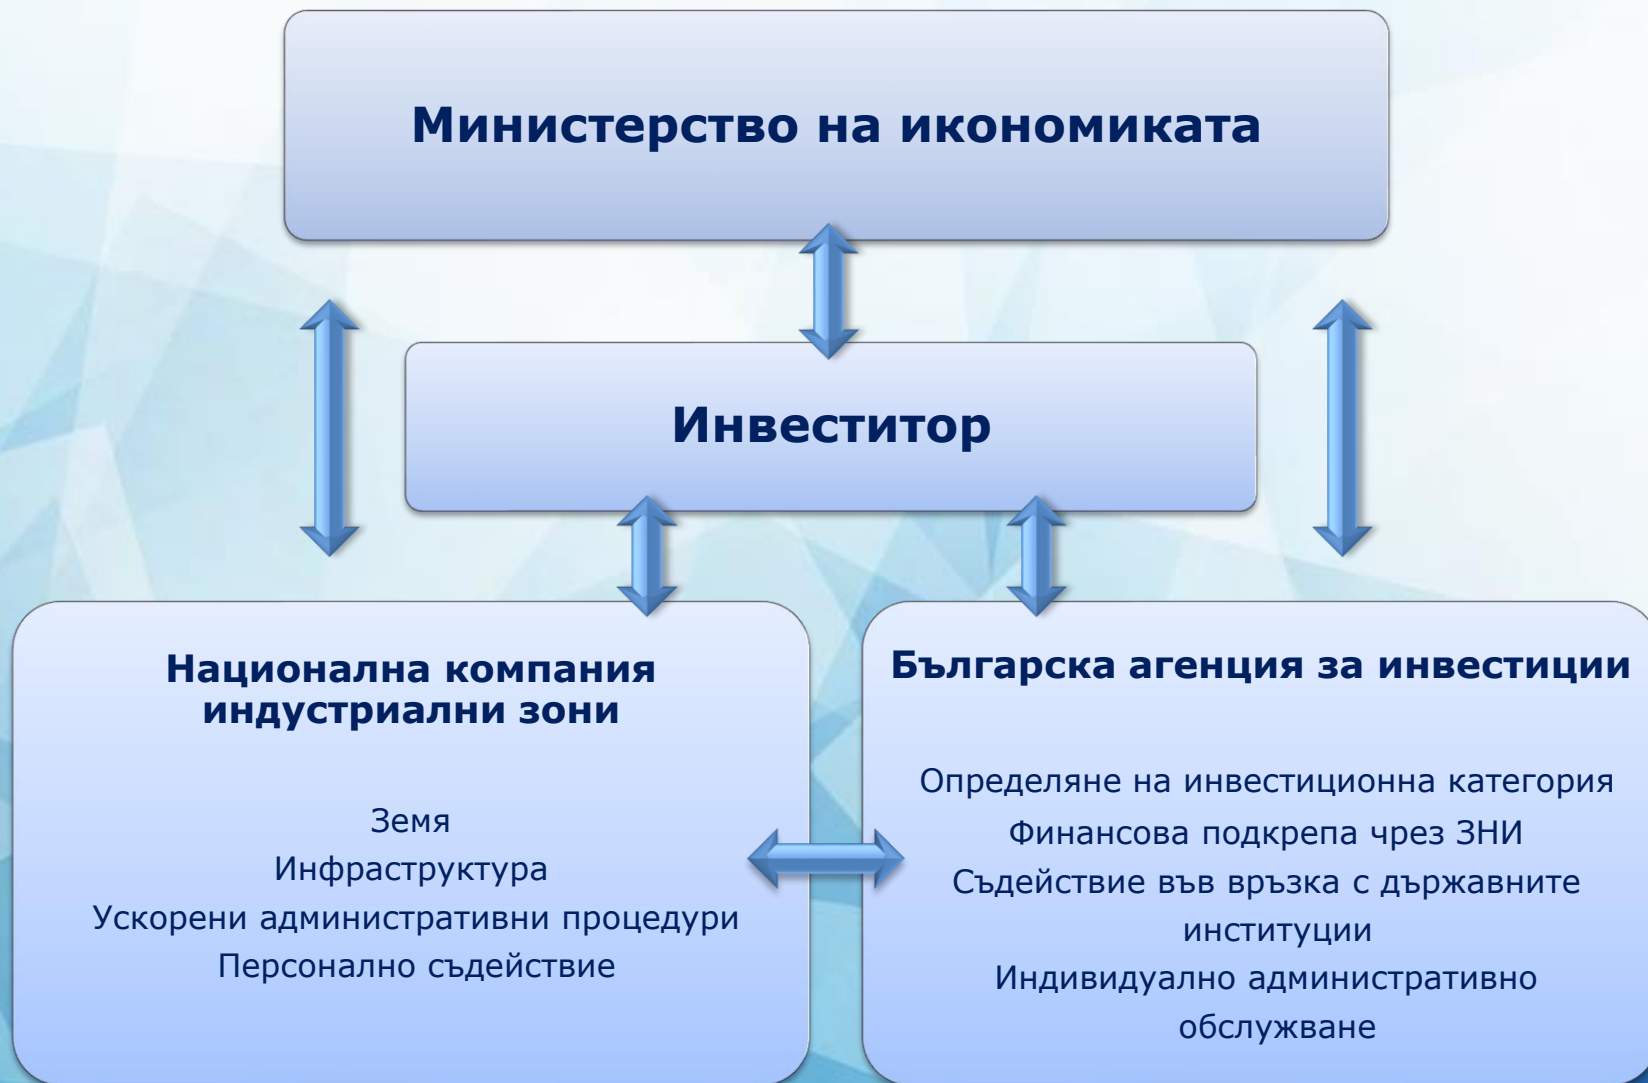 Министерство на икономиката
Инвеститор
Национална компания
индустриални зони
Земя
Инфраструктура
Ускорени административни процедури
Персонално съдействие
Българска агенция за инвестиции
Определяне на инвестиционна категория
Финансова подкрепа чрез ЗНИ
Съдействие във връзка с държавните
институции
Индивидуално административно
обслужване